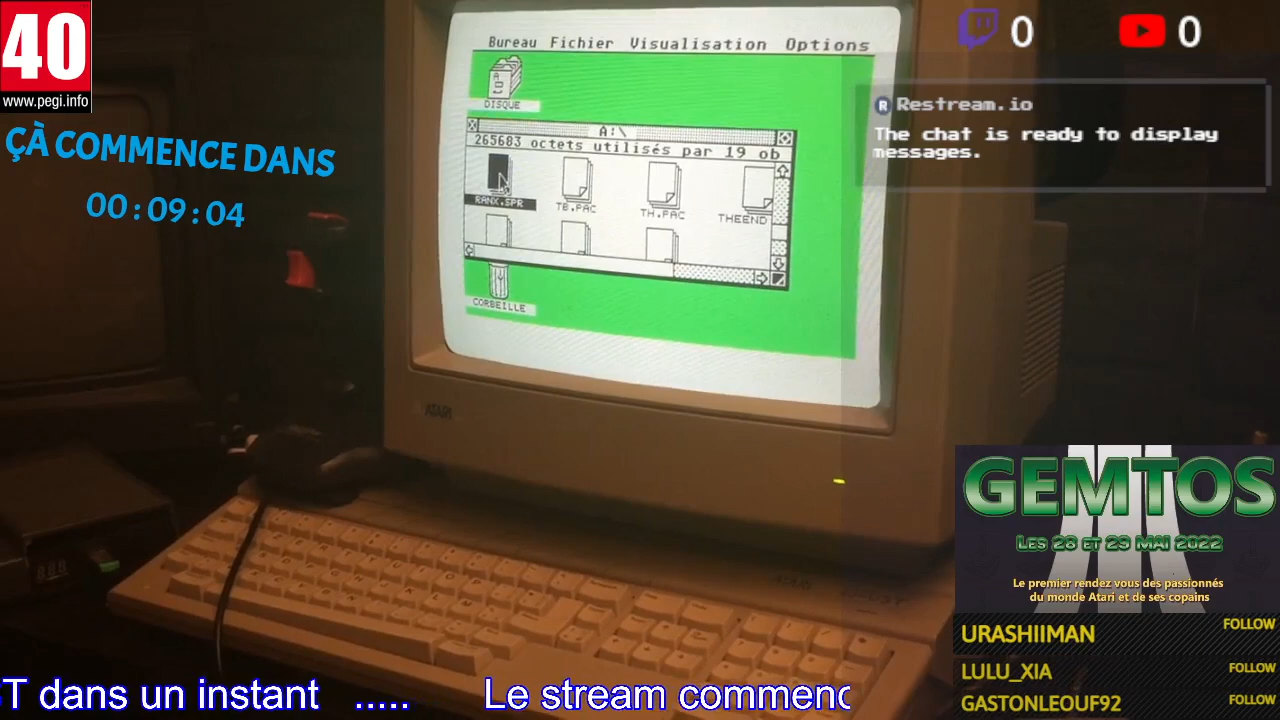 40
www.pegi.info
ÇÀ COMMENCE DANS
00:09:04
Bureau Fichier Visualisation Options
DISQUE
A:\
265683 octets utilisés par 19 ob
RANX.SPR
TB.PAC
TH.PAC
THEEND
CORBEILLE
ATARI
0
0
Restream.io
The chat is ready to display
messages.
GEMTOS
LES 28 ET 29 MAI 2022
Le premier rendez vous des passionnés
du monde Atari et de ses copains
URASHIIMAN FOLLOW
LULU_XIA FOLLOW
GASTONLEOUF92 FOLLOW
T dans un instant ..... Le stream commenc